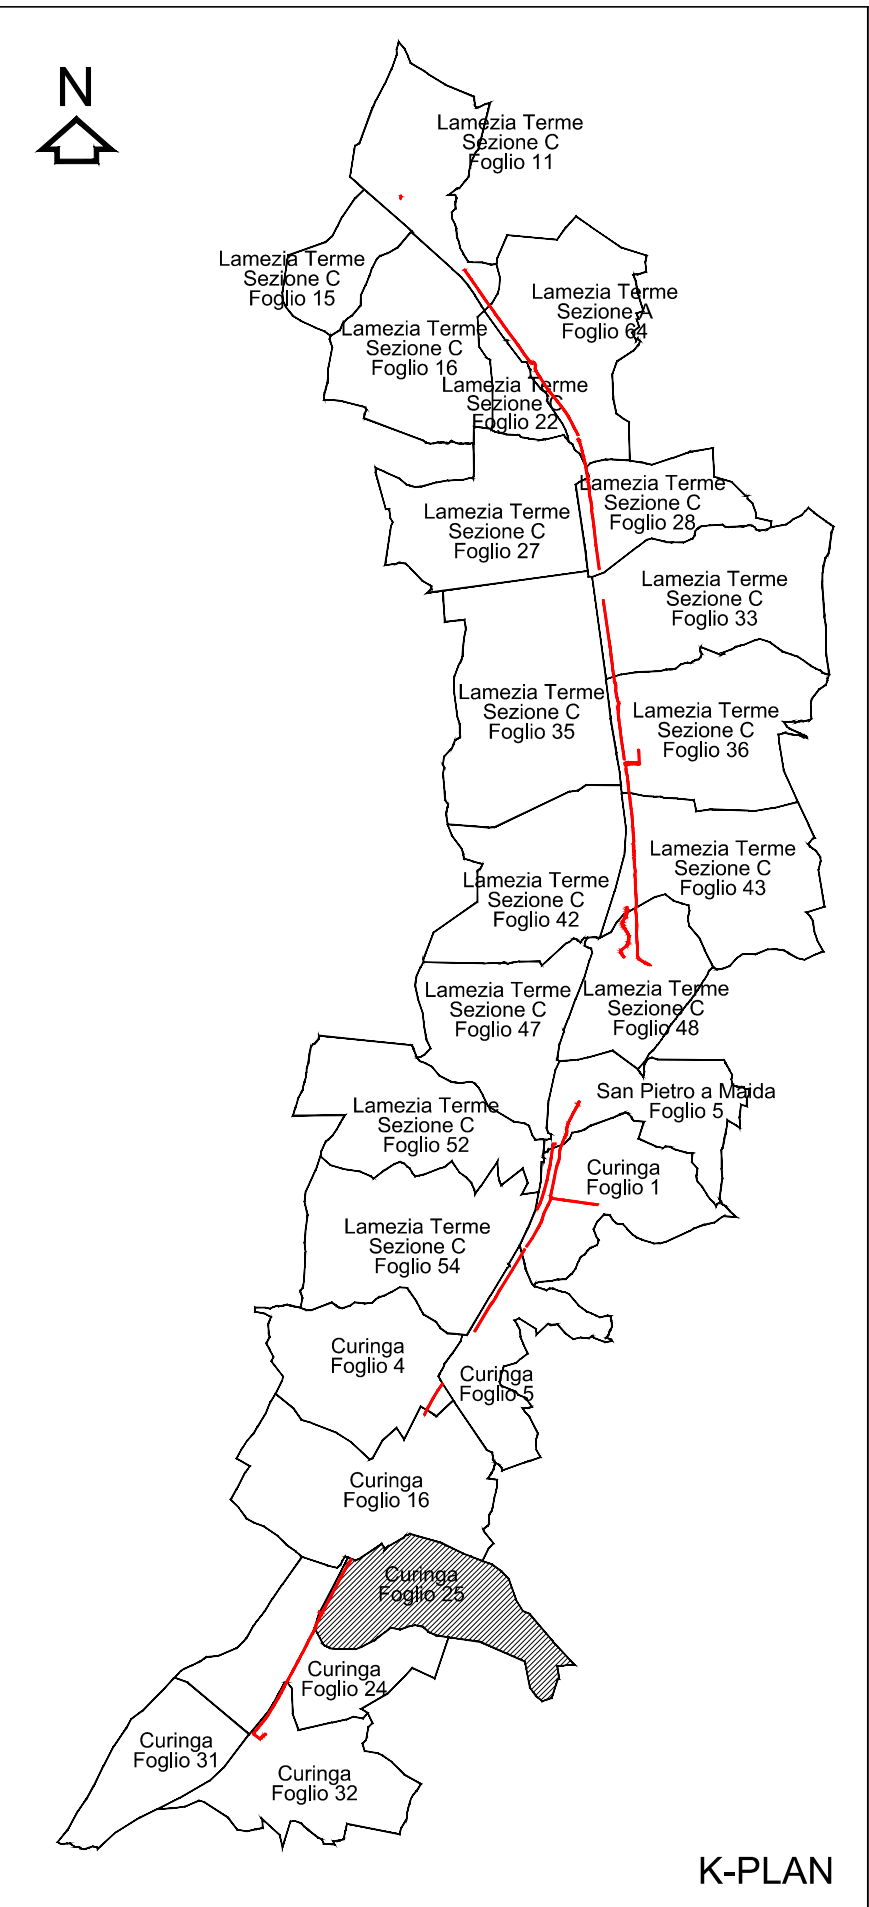 N
Lamezia Terme
Sezione C
Foglio 11
Lamezia Terme
Sezione C
Foglio 15
Lamezia Terme
Sezione A
Foglio 64
Lamezia Terme
Sezione C
Foglio 16
Lamezia Terme
Sezione C
Foglio 22
Lamezia Terme
Sezione C
Foglio 28
Lamezia Terme
Sezione C
Foglio 27
Lamezia Terme
Sezione C
Foglio 33
Lamezia Terme
Sezione C
Foglio 35
Lamezia Terme
Sezione C
Foglio 36
Lamezia Terme
Sezione C
Foglio 43
Lamezia Terme
Sezione C
Foglio 42
Lamezia Terme
Sezione C
Foglio 47
Lamezia Terme
Sezione C
Foglio 48
San Pietro a Maida
Foglio 5
Lamezia Terme
Sezione C
Foglio 52
Curinga
Foglio 1
Lamezia Terme
Sezione C
Foglio 54
Curinga
Foglio 4
Curinga
Foglio 5
Curinga
Foglio 16
Curinga
Foglio 25
Curinga
Foglio 24
Curinga
Foglio 31
Curinga
Foglio 32
K-PLAN